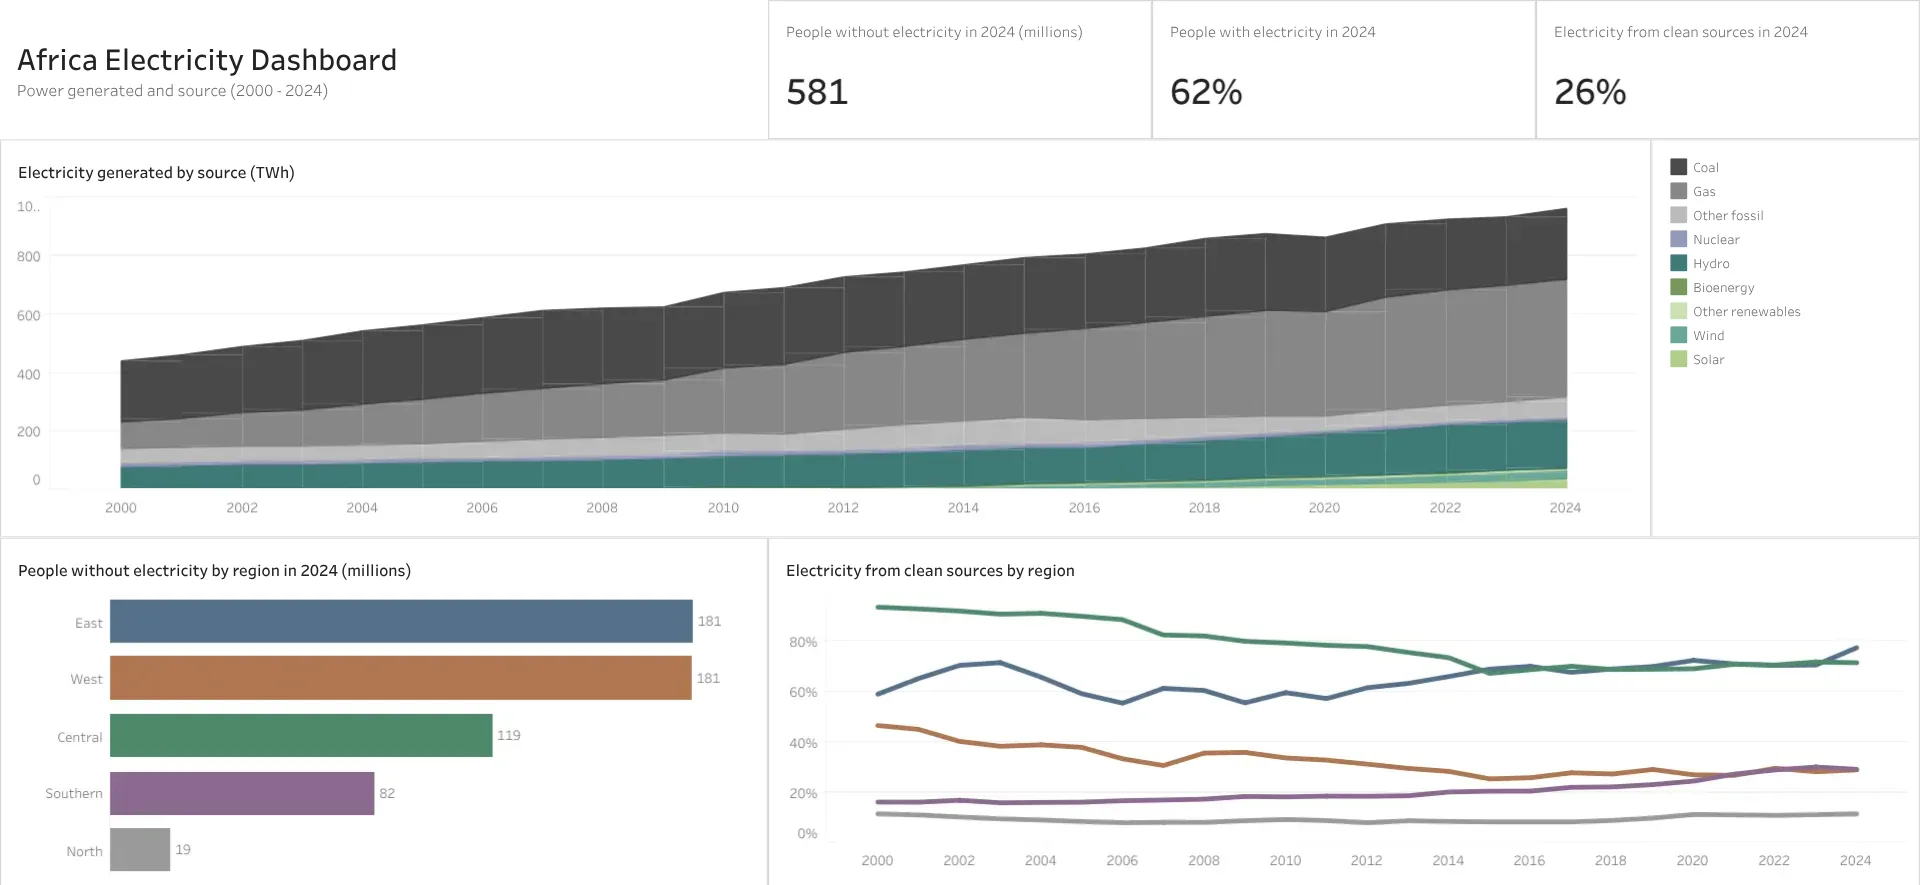 Africa Electricity Dashboard
Power generated and source (2000 - 2024)
People without electricity in 2024 (millions)
581
People with electricity in 2024
62%
Electricity from clean sources in 2024
26%
Electricity generated by source (TWh)
10..
800
600
400
200
0
2000 2002 2004 2006 2008 2010 2012 2014 2016 2018 2020 2022 2024
Coal
Gas
Other fossil
Nuclear
Hydro
Bioenergy
Other renewables
Wind
Solar
People without electricity by region in 2024 (millions)
East 181
West 181
Central 119
Southern 82
North 19
Electricity from clean sources by region
80%
60%
40%
20%
0%
2000 2002 2004 2006 2008 2010 2012 2014 2016 2018 2020 2022 2024